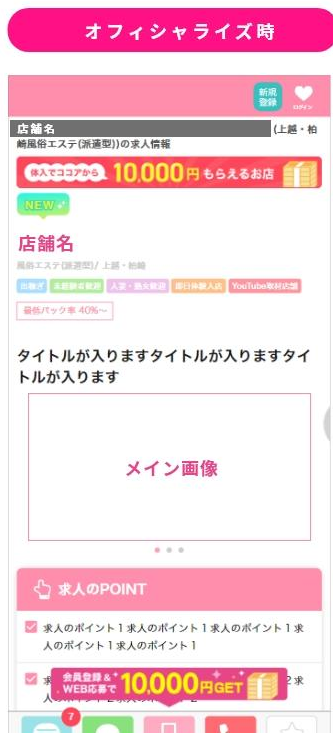 オフィシャライズ時
新規
登録
ログイン
店舗名 (上越・柏
崎風俗エステ(派遣型))の求人情報
体入でココアから 10,000円もらえるお店
NEW
店舗名
風俗エステ(派遣型)/ 上越・柏崎
出稼ぎ 未経験者歓迎 人妻・熟女歓迎 即日体験入店 YouTube取材店舗
最低バック率 40%〜
タイトルが入りますタイトルが入りますタイ
トルが入ります
メイン画像
求人のPOINT
求人のポイント1求人のポイント1求人のポイント1求
人のポイント1求人のポイント1
会員登録&
WEB応募で 10,000円GET
7